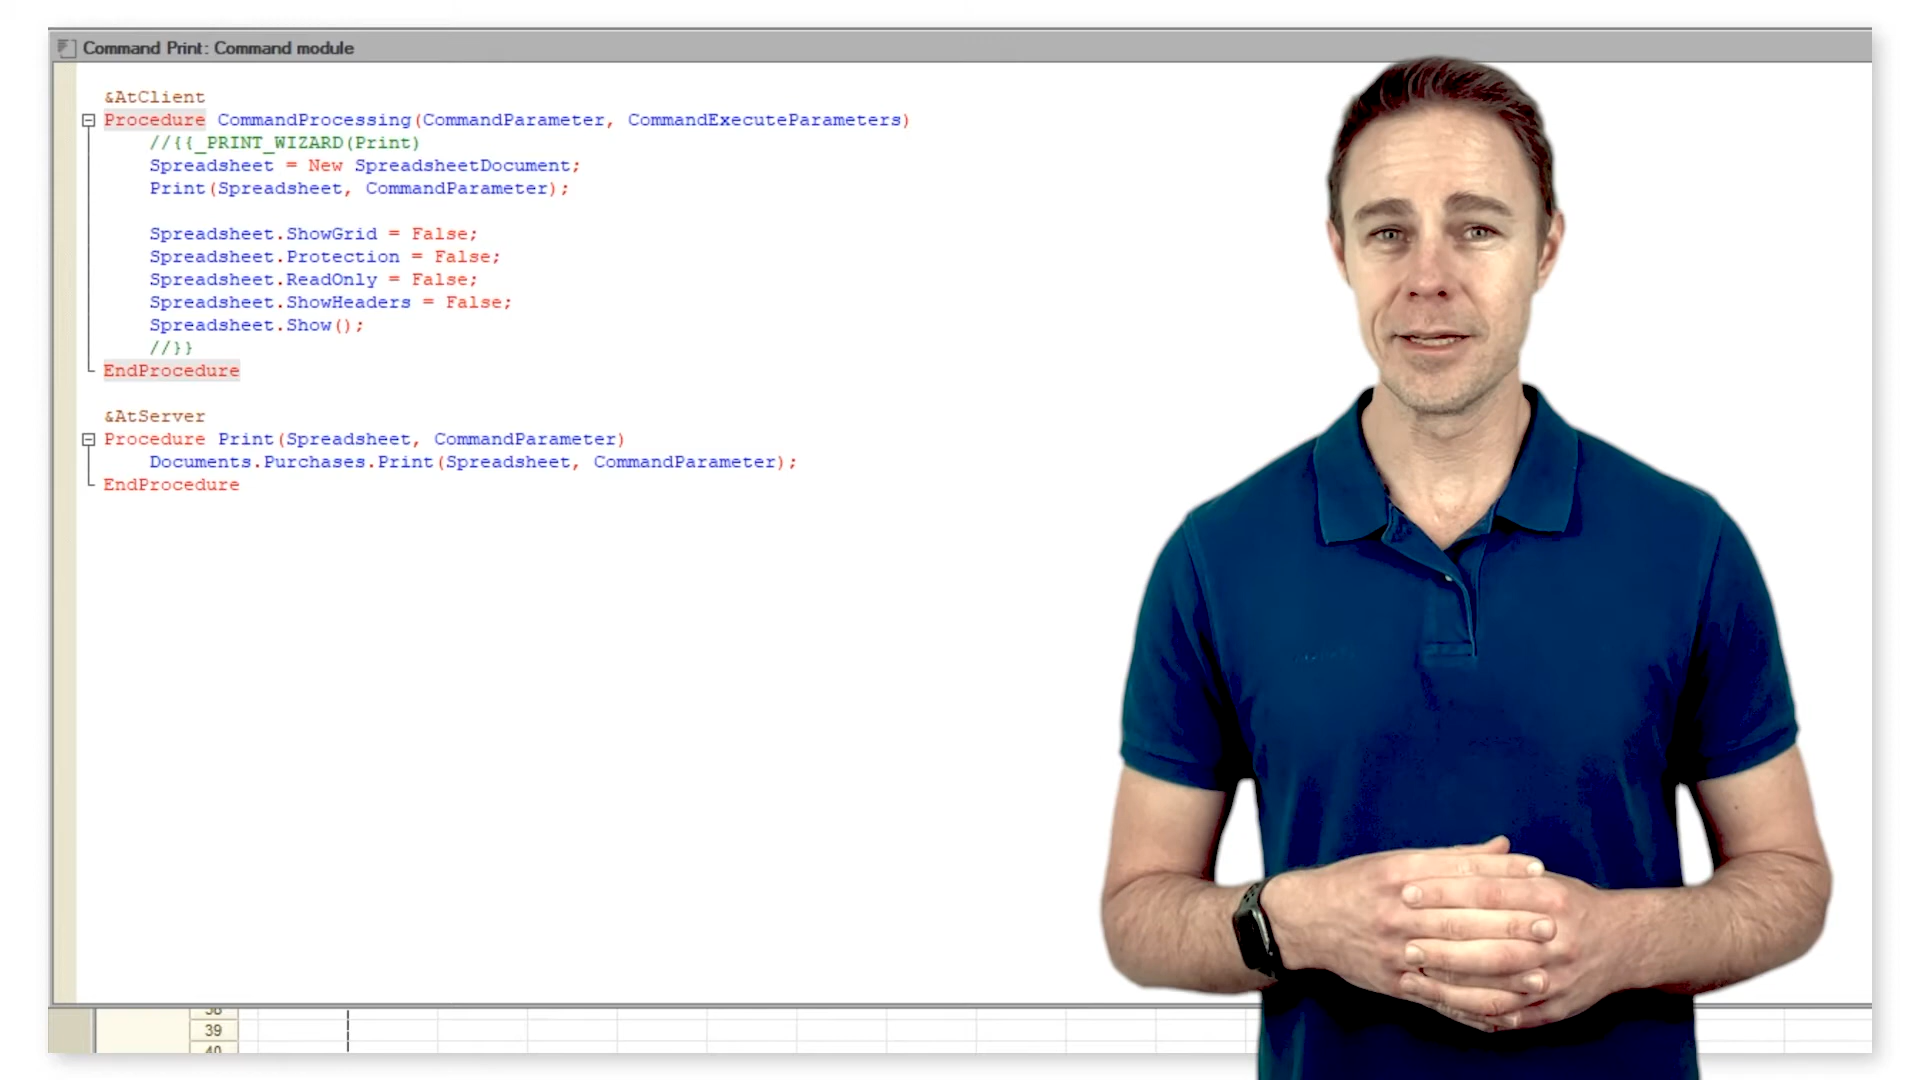 Command Print: Command module
&AtClient
Procedure CommandProcessing(CommandParameter, CommandExecuteParameters)
//{{_PRINT_WIZARD(Print)
Spreadsheet = New SpreadsheetDocument;
Print(Spreadsheet, CommandParameter);
Spreadsheet.ShowGrid = False;
Spreadsheet.Protection = False;
Spreadsheet.ReadOnly = False;
Spreadsheet.ShowHeaders = False;
Spreadsheet.Show();
//}}
EndProcedure
&AtServer
Procedure Print(Spreadsheet, CommandParameter)
Documents.Purchases.Print(Spreadsheet, CommandParameter);
EndProcedure
39